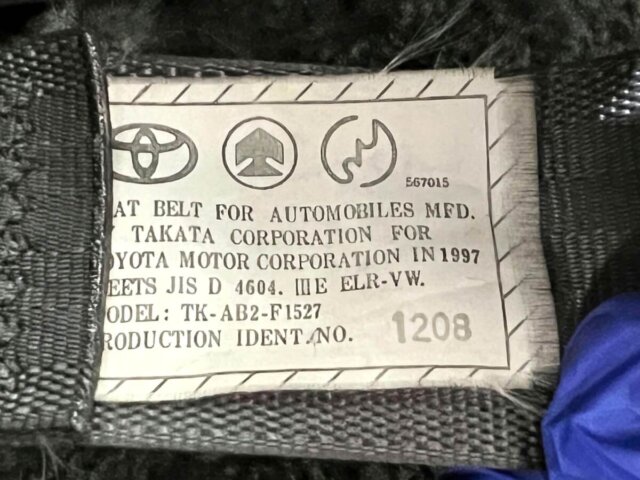 567015
AT BELT FOR AUTOMOBILES MFD.
TAKATA CORPORATION FOR
OYOTA MOTOR CORPORATION IN 1997
EETS JIS D 4604. IIIE ELR-VW.
ODEL: TK-AB2-F1527
RODUCTION IDENT./NO. 1208